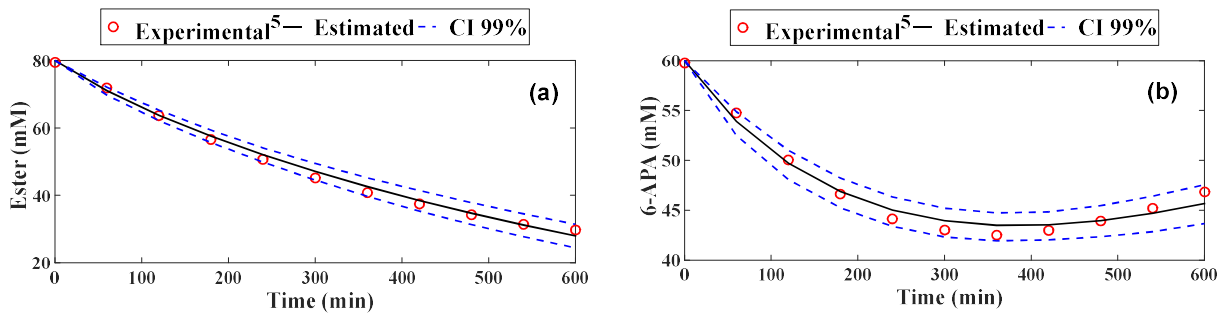 Experimental5 Estimated CI 99%
(a)
Ester (mM)
80
60
40
20
0 100 200 300 400 500 600
Time (min)
Experimental5 Estimated CI 99%
(b)
6-APA (mM)
60
55
50
45
40
0 100 200 300 400 500 600
Time (min)